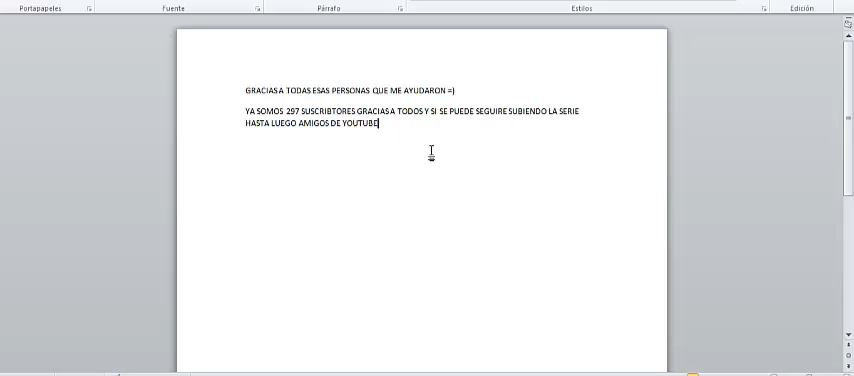 Portapapeles Fuente Párrafo Estilos Edición
GRACIAS A TODAS ESAS PERSONAS QUE ME AYUDARON =)
YA SOMOS 297 SUSCRIBTORES GRACIAS A TODOS Y SI SE PUEDE SEGUIRE SUBIENDO LA SERIE
HASTA LUEGO AMIGOS DE YOUTUBE